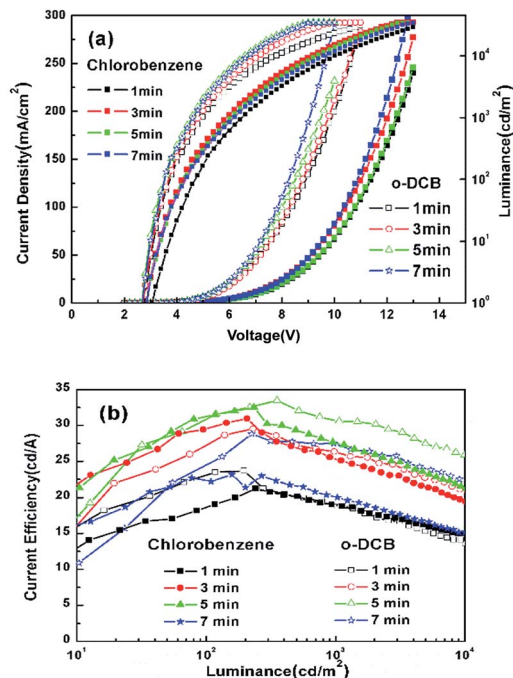 (a)
Chlorobenzene
1min
3min
5min
7min
o-DCB
1min
3min
5min
7min
Current Density(mA/cm²)
300
250
200
150
100
50
0
Luminance(cd/m²)
10⁴
10³
10²
10¹
10⁰
0 2 4 6 8 10 12 14
Voltage(V)
(b)
Current Efficiency(cd/A)
35
30
25
20
15
10
5
0
Chlorobenzene
1 min
3 min
5 min
7 min
o-DCB
1 min
3 min
5 min
7 min
10¹ 10² 10³ 10⁴
Luminance(cd/m²)